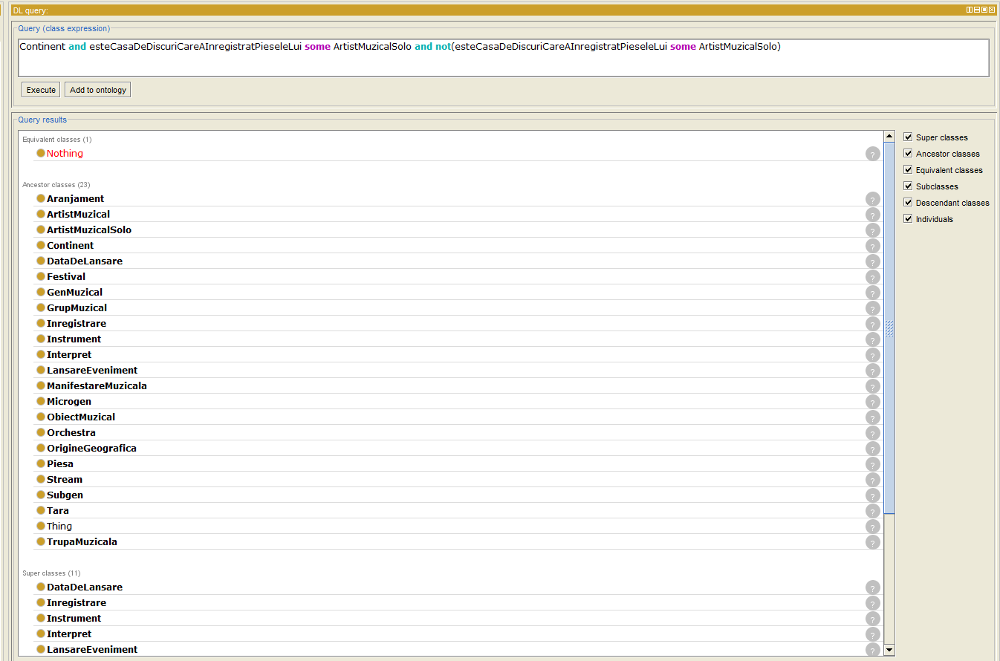 DL query:
Query (class expression)
Continent and esteCasaDeDiscuriCareAInregistratPieseleLui some ArtistMuzicalSolo and not(esteCasaDeDiscuriCareAInregistratPieseleLui some ArtistMuzicalSolo)
Execute Add to ontology
Query results
Equivalent classes (1)
Nothing ?
Ancestor classes (23)
Aranjament ?
ArtistMuzical ?
ArtistMuzicalSolo ?
Continent ?
DataDeLansare ?
Festival ?
GenMuzical ?
GrupMuzical ?
Inregistrare ?
Instrument ?
Interpret ?
LansareEveniment ?
ManifestareMuzicala ?
Microgen ?
ObiectMuzical ?
Orchestra ?
OrigineGeografica ?
Piesa ?
Stream ?
Subgen ?
Tara ?
Thing ?
TrupaMuzicala ?
Super classes (11)
DataDeLansare ?
Inregistrare ?
Instrument ?
Interpret ?
LansareEveniment ?
Super classes
Ancestor classes
Equivalent classes
Subclasses
Descendant classes
Individuals